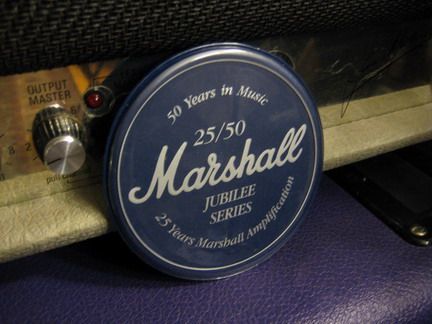 OUTPUT
MASTER
50 Years in Music
25/50
Marshall
JUBILEE
SERIES
25 Years Marshall Amplification